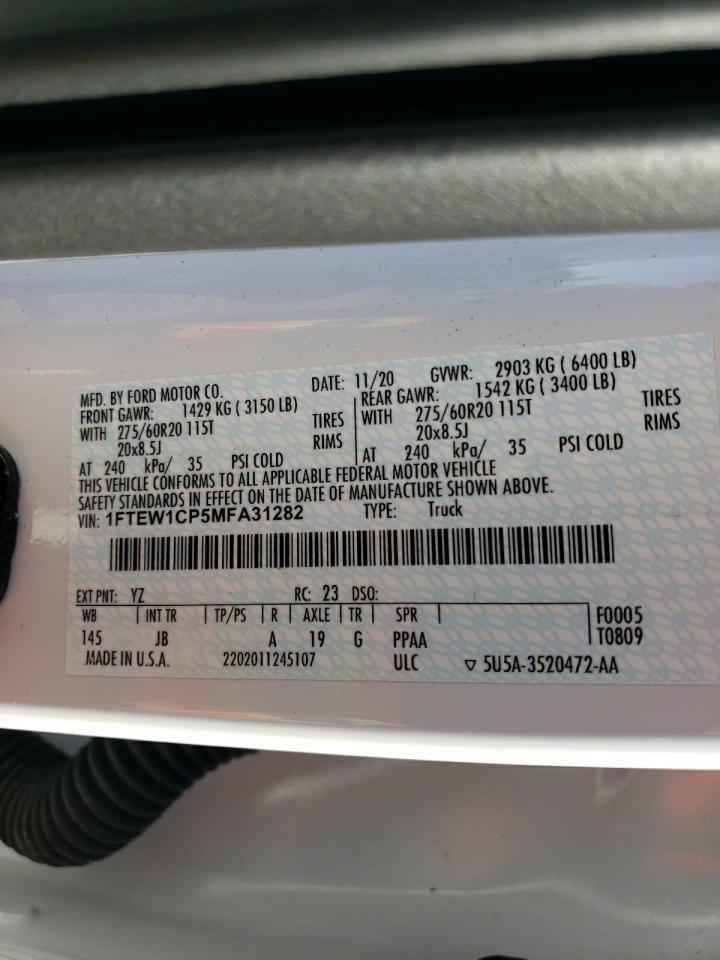 MFD. BY FORD MOTOR CO. DATE: 11/20 GVWR: 2903 KG ( 6400 LB)
FRONT GAWR: 1429 KG ( 3150 LB) REAR GAWR: 1542 KG ( 3400 LB)
WITH 275/60R20 115T TIRES WITH 275/60R20 115T TIRES
20x8.5J RIMS 20x8.5J RIMS
AT 240 kPa/ 35 PSI COLD AT 240 kPa/ 35 PSI COLD
THIS VEHICLE CONFORMS TO ALL APPLICABLE FEDERAL MOTOR VEHICLE
SAFETY STANDARDS IN EFFECT ON THE DATE OF MANUFACTURE SHOWN ABOVE.
VIN: 1FTEW1CP5MFA31282 TYPE: Truck
EXT PNT: YZ RC: 23 DSO:
WB INT TR TP/PS R AXLE TR SPR F0005
145 JB A 19 G PPAA T0809
MADE IN U.S.A. 2202011245107 ULC ▽ 5U5A-3520472-AA